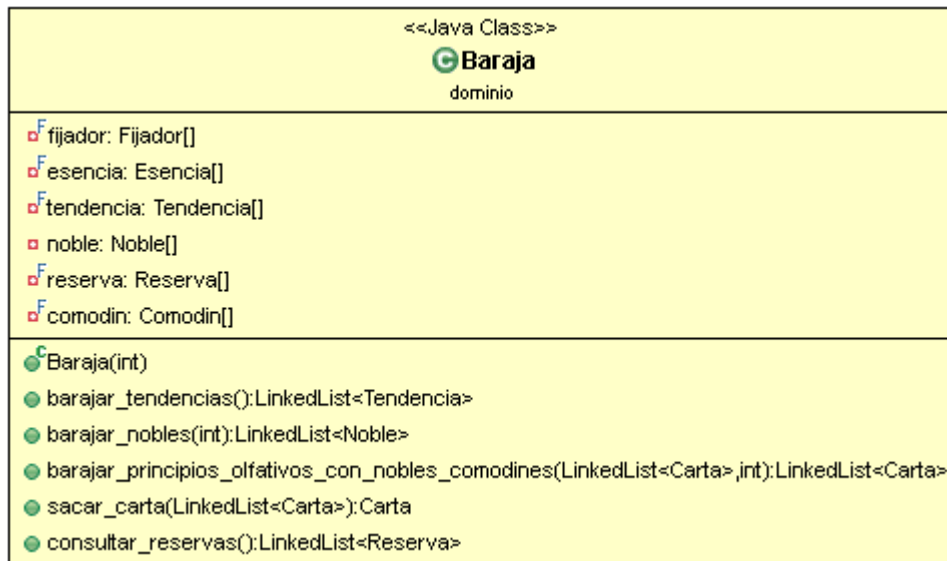 <<Java Class>>
C Baraja
dominio
F fijador: Fijador[]
F esencia: Esencia[]
F tendencia: Tendencia[]
noble: Noble[]
F reserva: Reserva[]
F comodin: Comodin[]
C Baraja(int)
barajar_tendencias():LinkedList<Tendencia>
barajar_nobles(int):LinkedList<Noble>
barajar_principios_olfativos_con_nobles_comodines(LinkedList<Carta>,int):LinkedList<Carta>
sacar_carta(LinkedList<Carta>):Carta
consultar_reservas():LinkedList<Reserva>